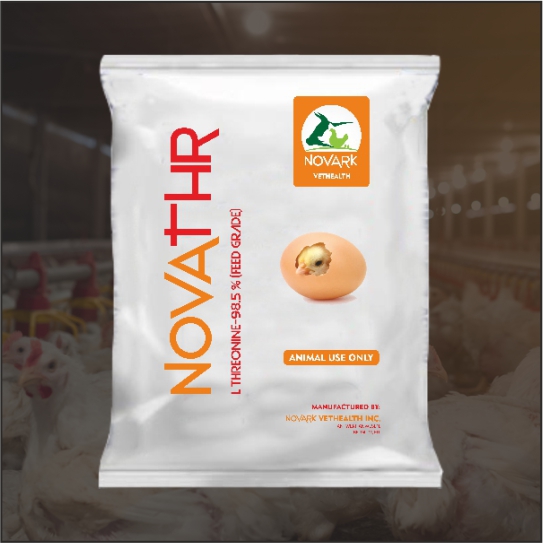 NOVARK
VETHEALTH
NOVATHR
L THREONINE-98.5 % (FEED GRADE)
ANIMAL USE ONLY
MANUFACTURED BY:
NOVARK VETHEALTH INC.